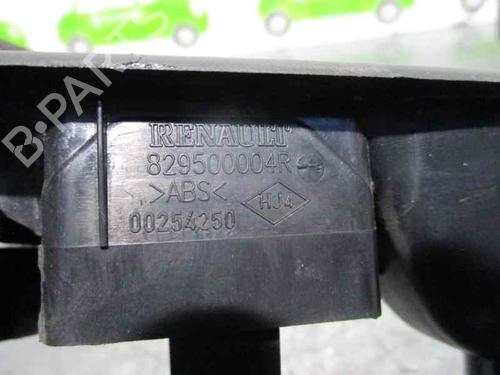 B-PARTS
RENAULT
829500004R
>ABS<
HJ4
00254250